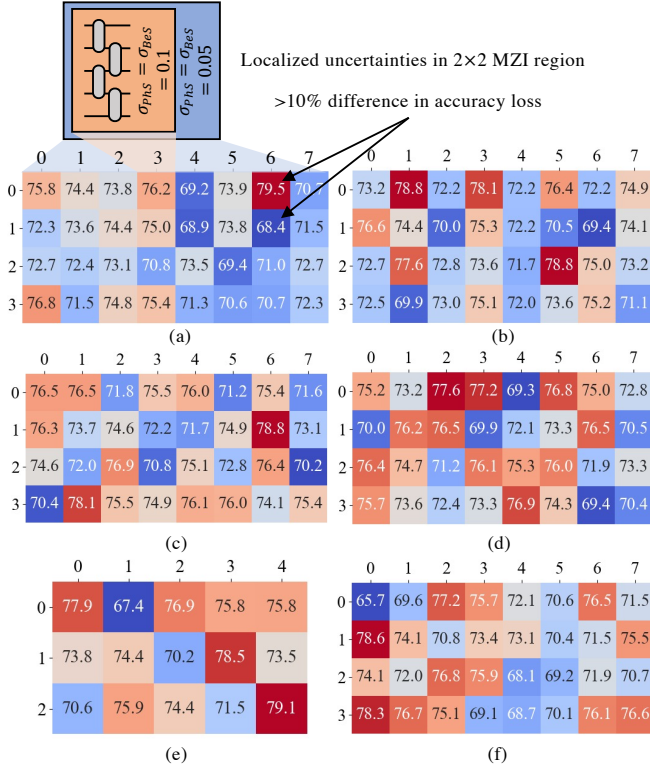 σPhS = σBeS
= 0.1
σPhS = σBeS
= 0.05
Localized uncertainties in 2×2 MZI region
>10% difference in accuracy loss
0 1 2 3 4 5 6 7
0 75.8 74.4 73.8 76.2 69.2 73.9 79.5 70.7
1 72.3 73.6 74.4 75.0 68.9 73.8 68.4 71.5
2 72.7 72.4 73.1 70.8 73.5 69.4 71.0 72.7
3 76.8 71.5 74.8 75.4 71.3 70.6 70.7 72.3
(a)
0 1 2 3 4 5 6 7
0 73.2 78.8 72.2 78.1 72.2 76.4 72.2 74.9
1 76.6 74.4 70.0 75.3 72.2 70.5 69.4 74.1
2 72.7 77.6 72.8 73.6 71.7 78.8 75.0 73.2
3 72.5 69.9 73.0 75.1 72.0 73.6 75.2 71.1
(b)
0 1 2 3 4 5 6 7
0 76.5 76.5 71.8 75.5 76.0 71.2 75.4 71.6
1 76.3 73.7 74.6 72.2 71.7 74.9 78.8 73.1
2 74.6 72.0 76.9 70.8 75.1 72.8 76.4 70.2
3 70.4 78.1 75.5 74.9 76.1 76.0 74.1 75.4
(c)
0 1 2 3 4 5 6 7
0 75.2 73.2 77.6 77.2 69.3 76.8 75.0 72.8
1 70.0 76.2 76.5 69.9 72.1 73.3 76.5 70.5
2 76.4 74.7 71.2 76.1 75.3 76.0 71.9 73.3
3 75.7 73.6 72.4 73.3 76.9 74.3 69.4 70.4
(d)
0 1 2 3 4
0 77.9 67.4 76.9 75.8 75.8
1 73.8 74.4 70.2 78.5 73.5
2 70.6 75.9 74.4 71.5 79.1
(e)
0 1 2 3 4 5 6 7
0 65.7 69.6 77.2 75.7 72.1 70.6 76.5 71.5
1 78.6 74.1 70.8 73.4 73.1 70.4 71.5 75.5
2 74.1 72.0 76.8 75.9 68.1 69.2 71.9 70.7
3 78.3 76.7 75.1 69.1 68.7 70.1 76.1 76.6
(f)